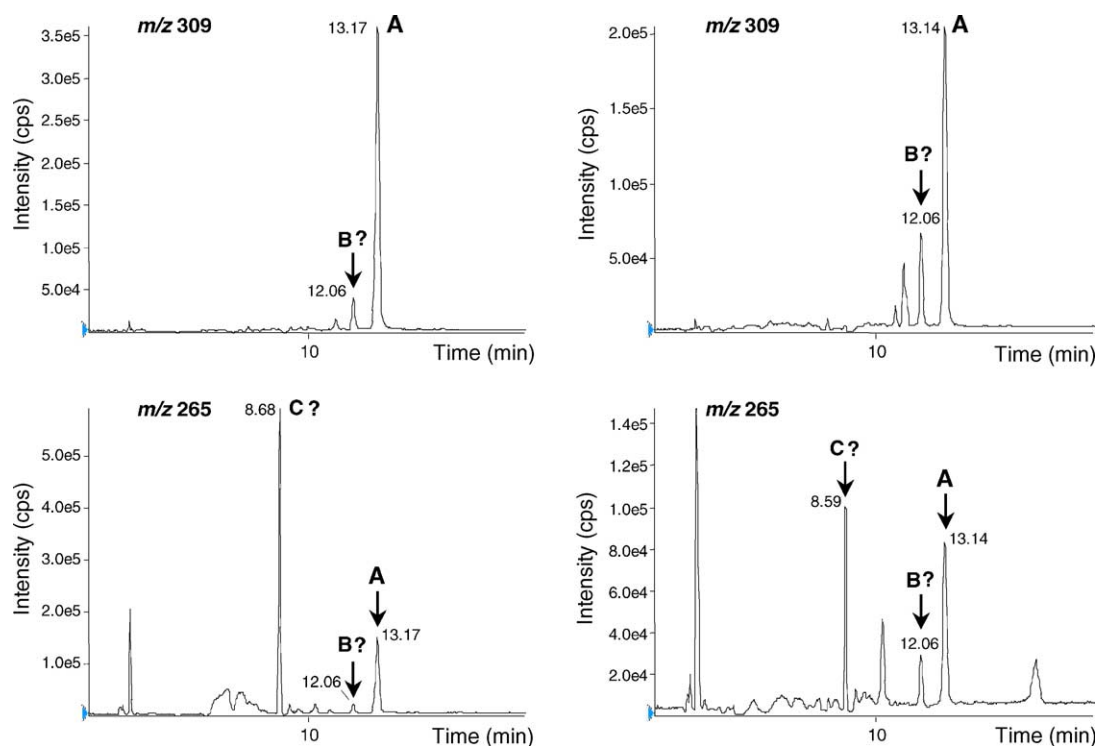 m/z 309
13.17
A
3.5e5
3.0e5
2.5e5
2.0e5
1.5e5
1.0e5
5.0e4
Intensity (cps)
B?
12.06
10
Time (min)
m/z 309
13.14
A
2.0e5
1.5e5
1.0e5
5.0e4
Intensity (cps)
B?
12.06
10
Time (min)
m/z 265
8.68
C ?
5.0e5
4.0e5
3.0e5
2.0e5
1.0e5
Intensity (cps)
A
13.17
B?
12.06
10
Time (min)
m/z 265
1.4e5
1.2e5
1.0e5
8.0e4
6.0e4
4.0e4
2.0e4
Intensity (cps)
C ?
8.59
A
13.14
B?
12.06
10
Time (min)